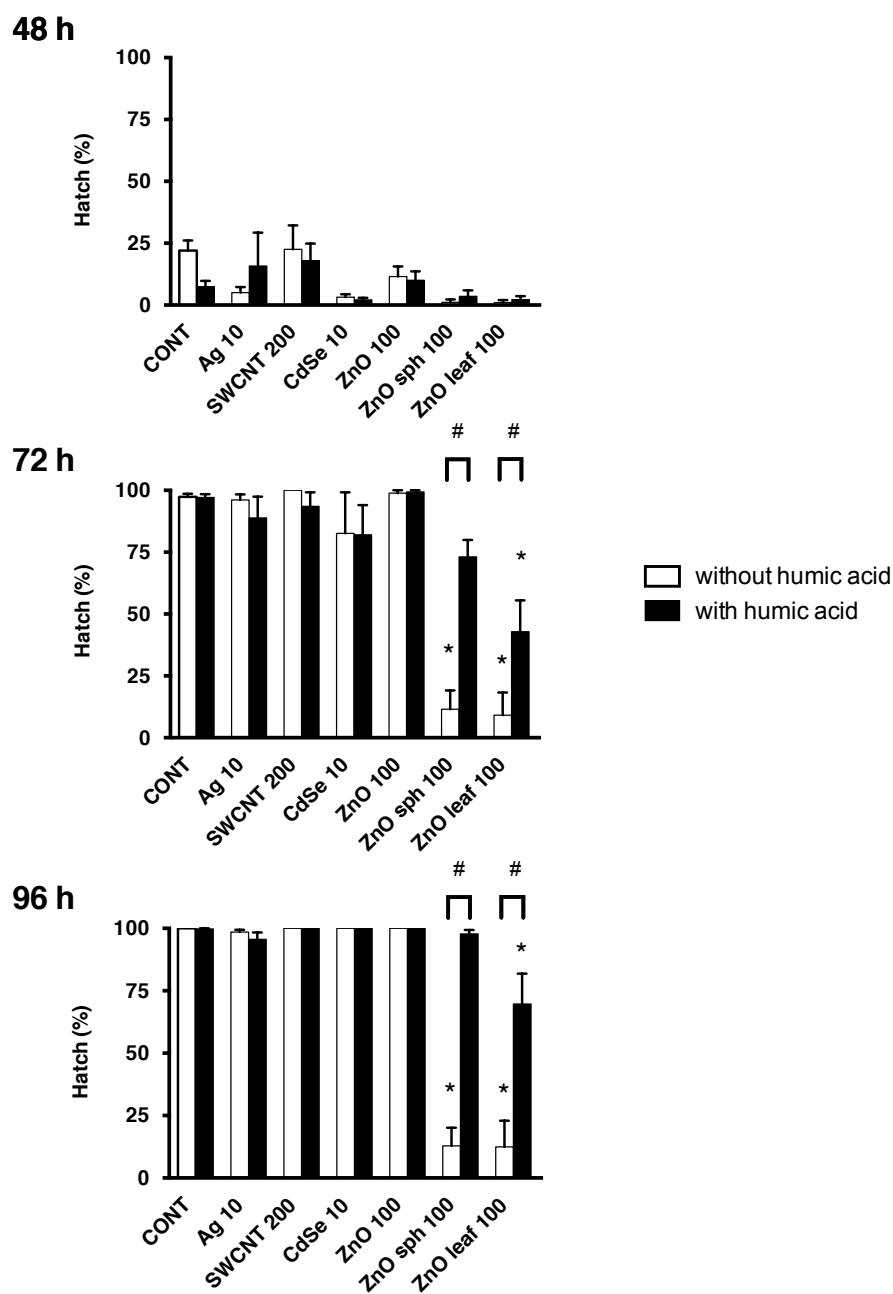 48 h
100
75
50
25
0
Hatch (%)
CONT
Ag 10
SWCNT 200
CdSe 10
ZnO 100
ZnO sph 100
ZnO leaf 100
72 h
# #
100
75
50
25
0
Hatch (%)
* * *
CONT
Ag 10
SWCNT 200
CdSe 10
ZnO 100
ZnO sph 100
ZnO leaf 100
without humic acid
with humic acid
96 h
# #
100
75
50
25
0
Hatch (%)
* * *
CONT
Ag 10
SWCNT 200
CdSe 10
ZnO 100
ZnO sph 100
ZnO leaf 100